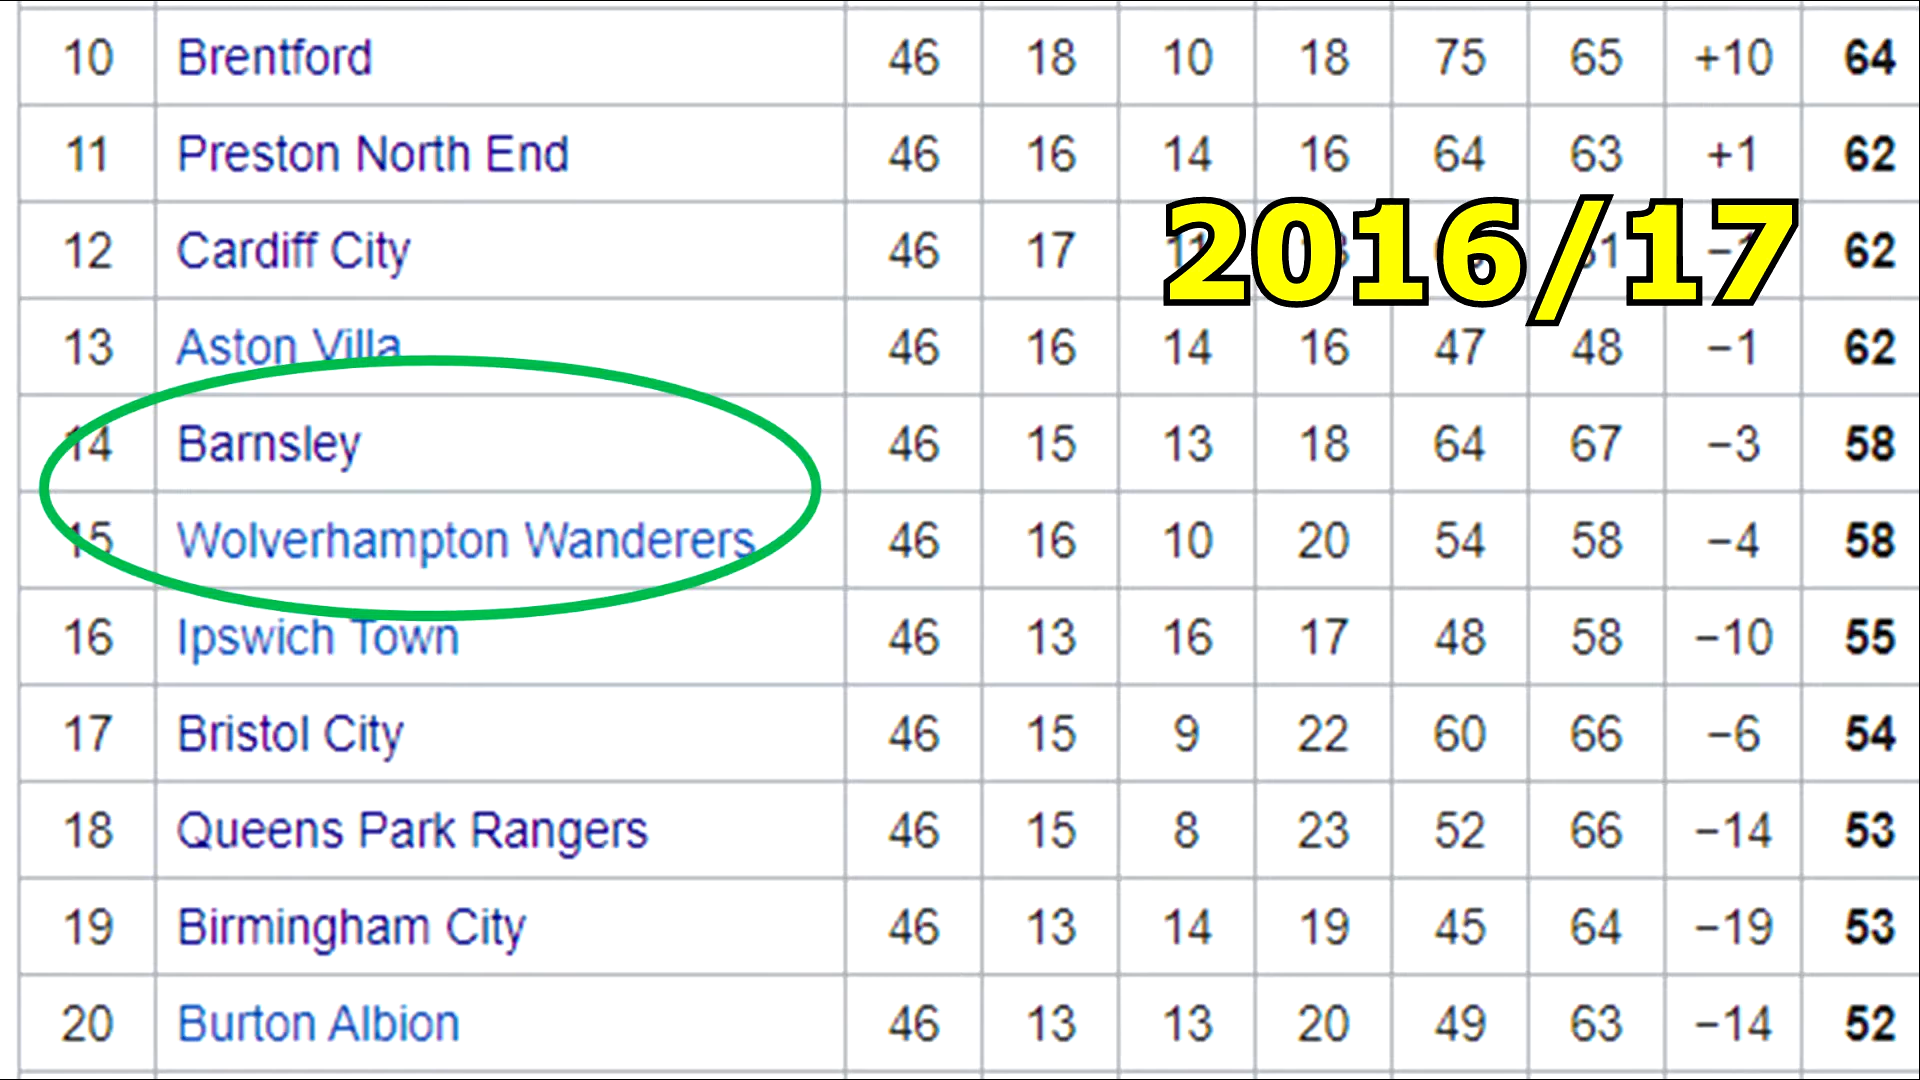 10 Brentford 46 18 10 18 75 65 +10 64
11 Preston North End 46 16 14 16 64 63 +1 62
2016/17
12 Cardiff City 46 17 11 62
13 Aston Villa 46 16 14 16 47 48 −1 62
14 Barnsley 46 15 13 18 64 67 −3 58
15 Wolverhampton Wanderers 46 16 10 20 54 58 −4 58
16 Ipswich Town 46 13 16 17 48 58 −10 55
17 Bristol City 46 15 9 22 60 66 −6 54
18 Queens Park Rangers 46 15 8 23 52 66 −14 53
19 Birmingham City 46 13 14 19 45 64 −19 53
20 Burton Albion 46 13 13 20 49 63 −14 52